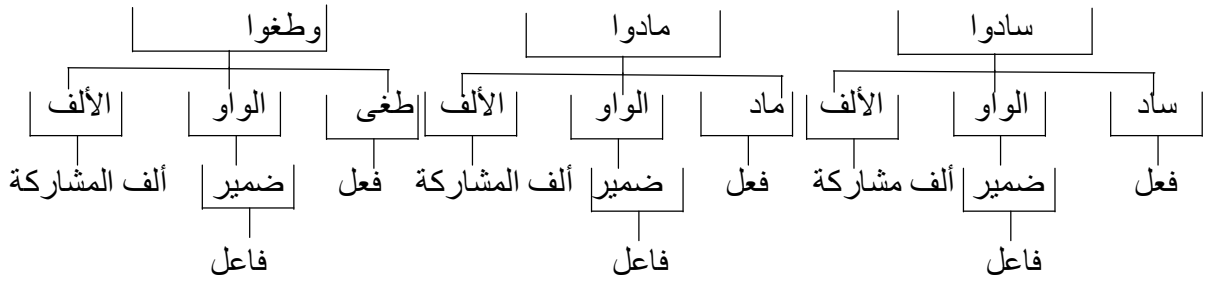 سادوا مادوا وطغوا
ساد الواو الألف ماد الواو الألف طغى الواو الألف
فعل ضمير ألف مشاركة فعل ضمير ألف المشاركة فعل ضمير ألف المشاركة
فاعل فاعل فاعل